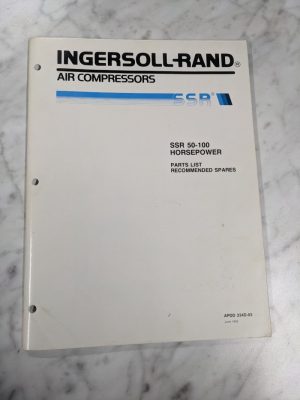 INGERSOLL-RAND®
AIR COMPRESSORS
SSR®
SSR 50-100
HORSEPOWER
PARTS LIST
RECOMMENDED SPARES